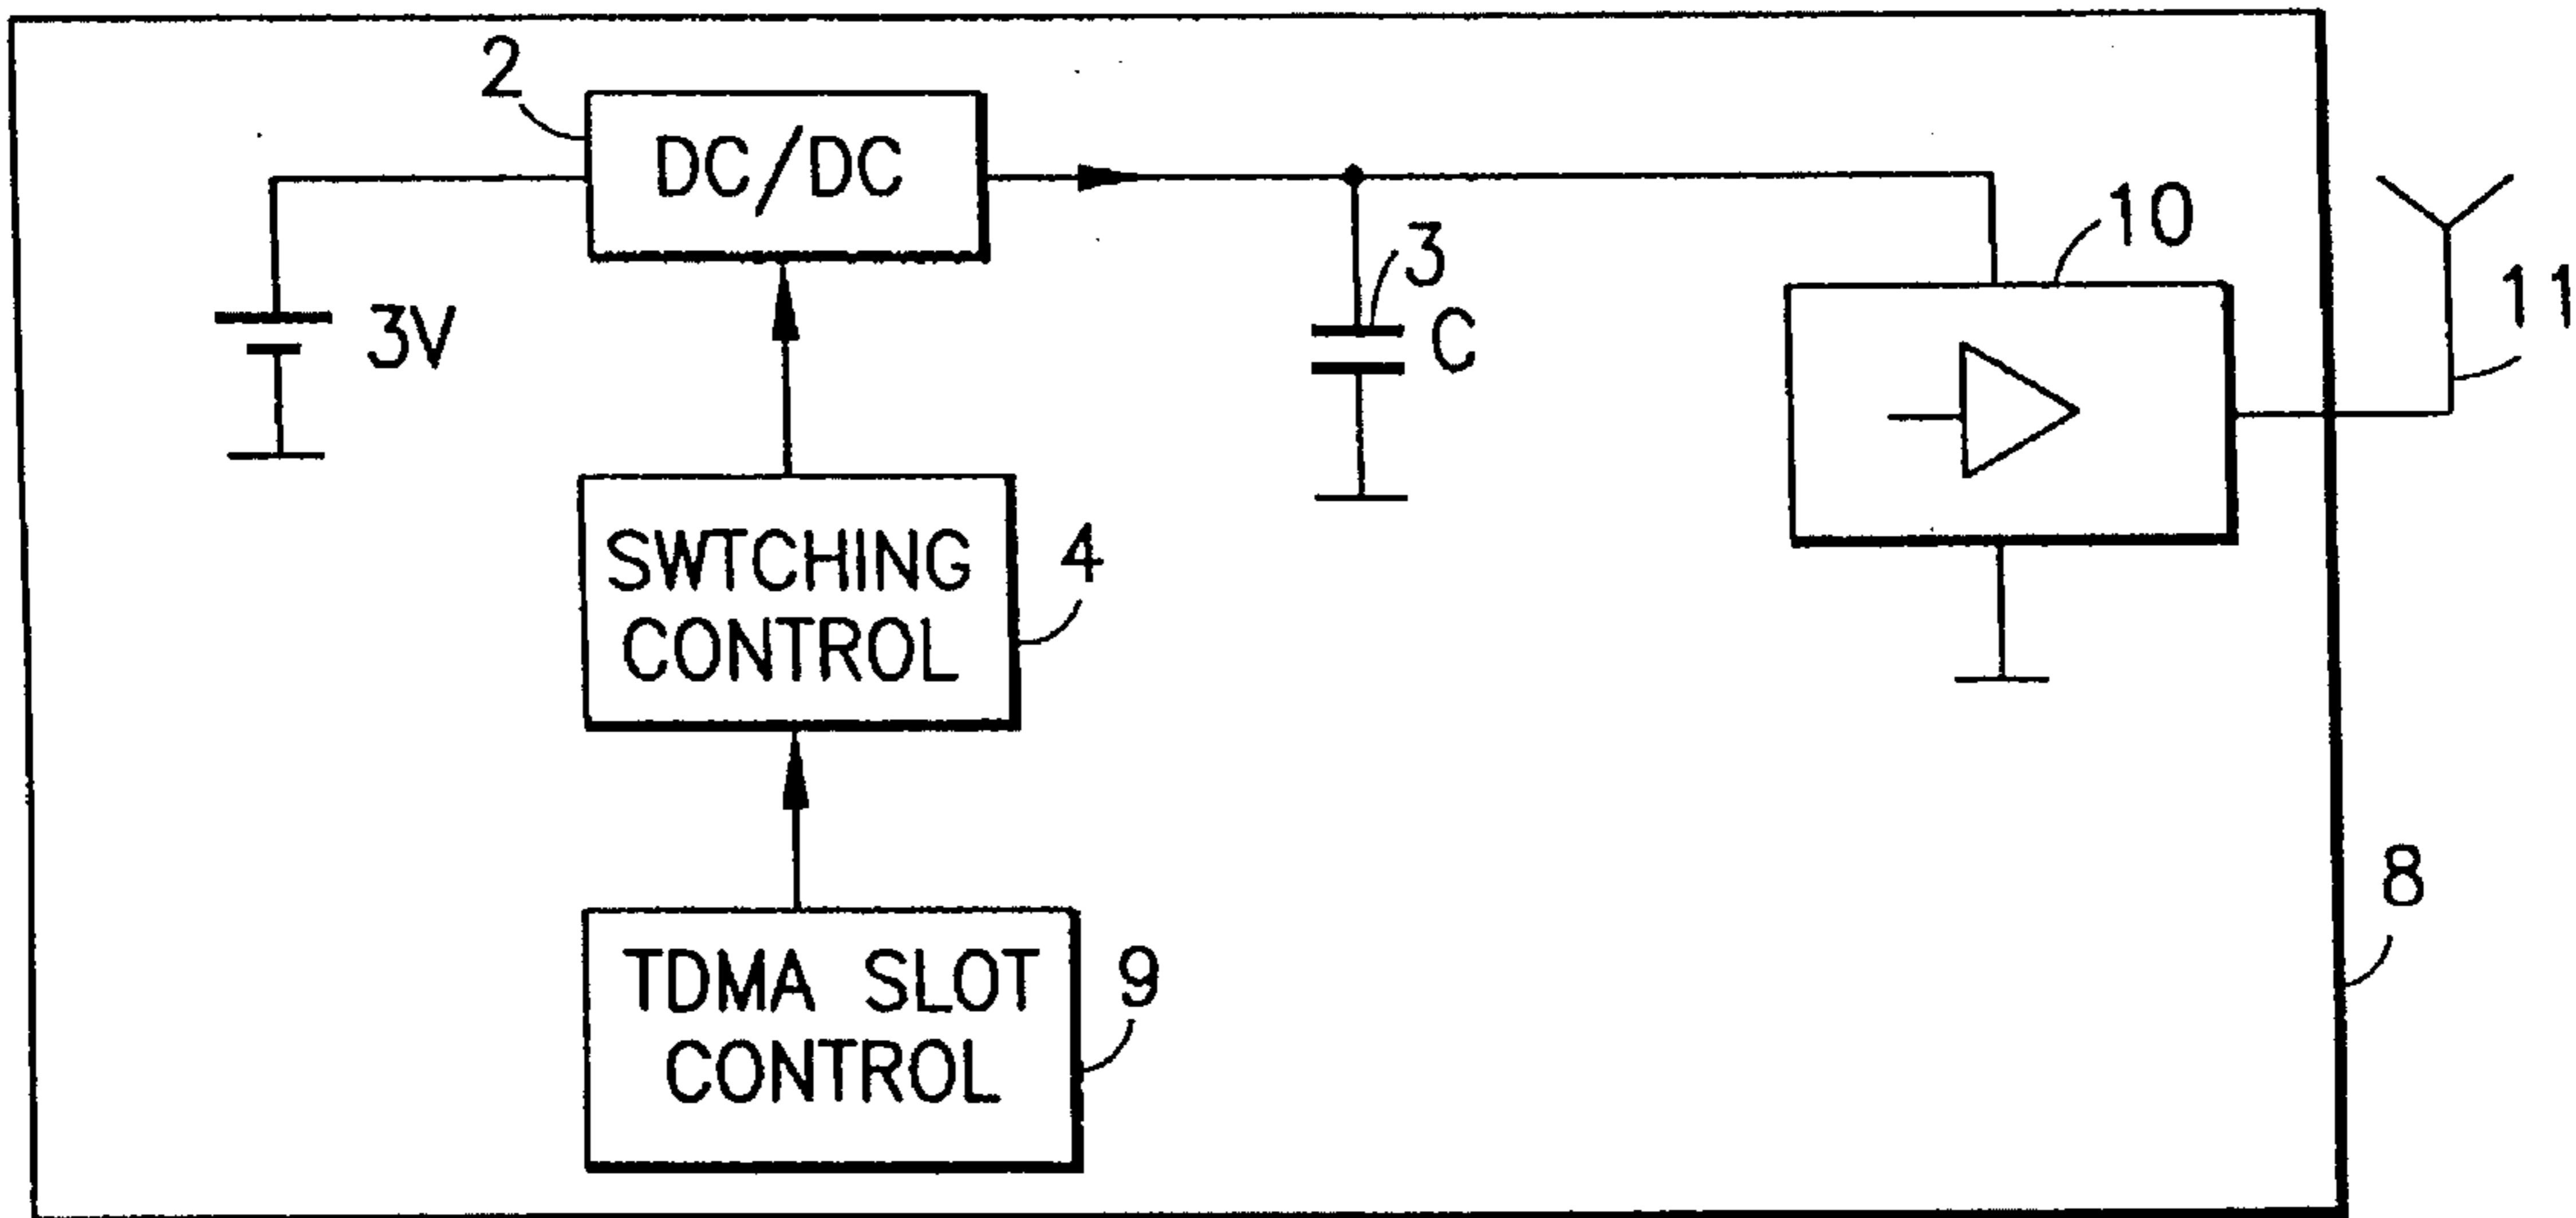 2
DC/DC
3V
3
C
10
11
SWTCHING
CONTROL
4
8
TDMA SLOT
CONTROL
9